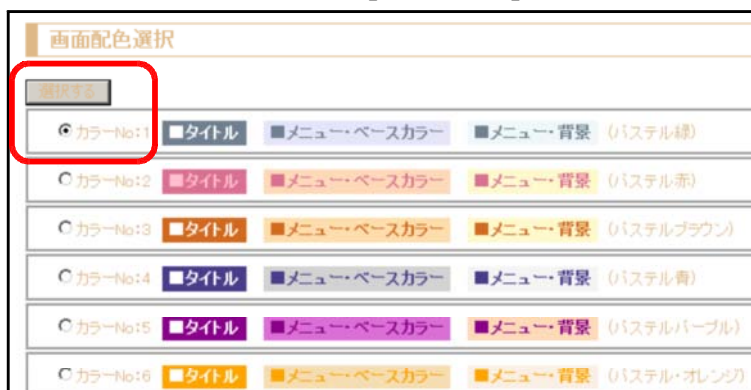 画面配色選択
選択する
カラーNo:1 ■タイトル ■メニュー・ベースカラー ■メニュー・背景 (パステル緑)
カラーNo:2 ■タイトル ■メニュー・ベースカラー ■メニュー・背景 (パステル赤)
カラーNo:3 ■タイトル ■メニュー・ベースカラー ■メニュー・背景 (パステルブラウン)
カラーNo:4 ■タイトル ■メニュー・ベースカラー ■メニュー・背景 (パステル青)
カラーNo:5 ■タイトル ■メニュー・ベースカラー ■メニュー・背景 (パステルパープル)
カラーNo:6 ■タイトル ■メニュー・ベースカラー ■メニュー・背景 (パステル・オレンジ)